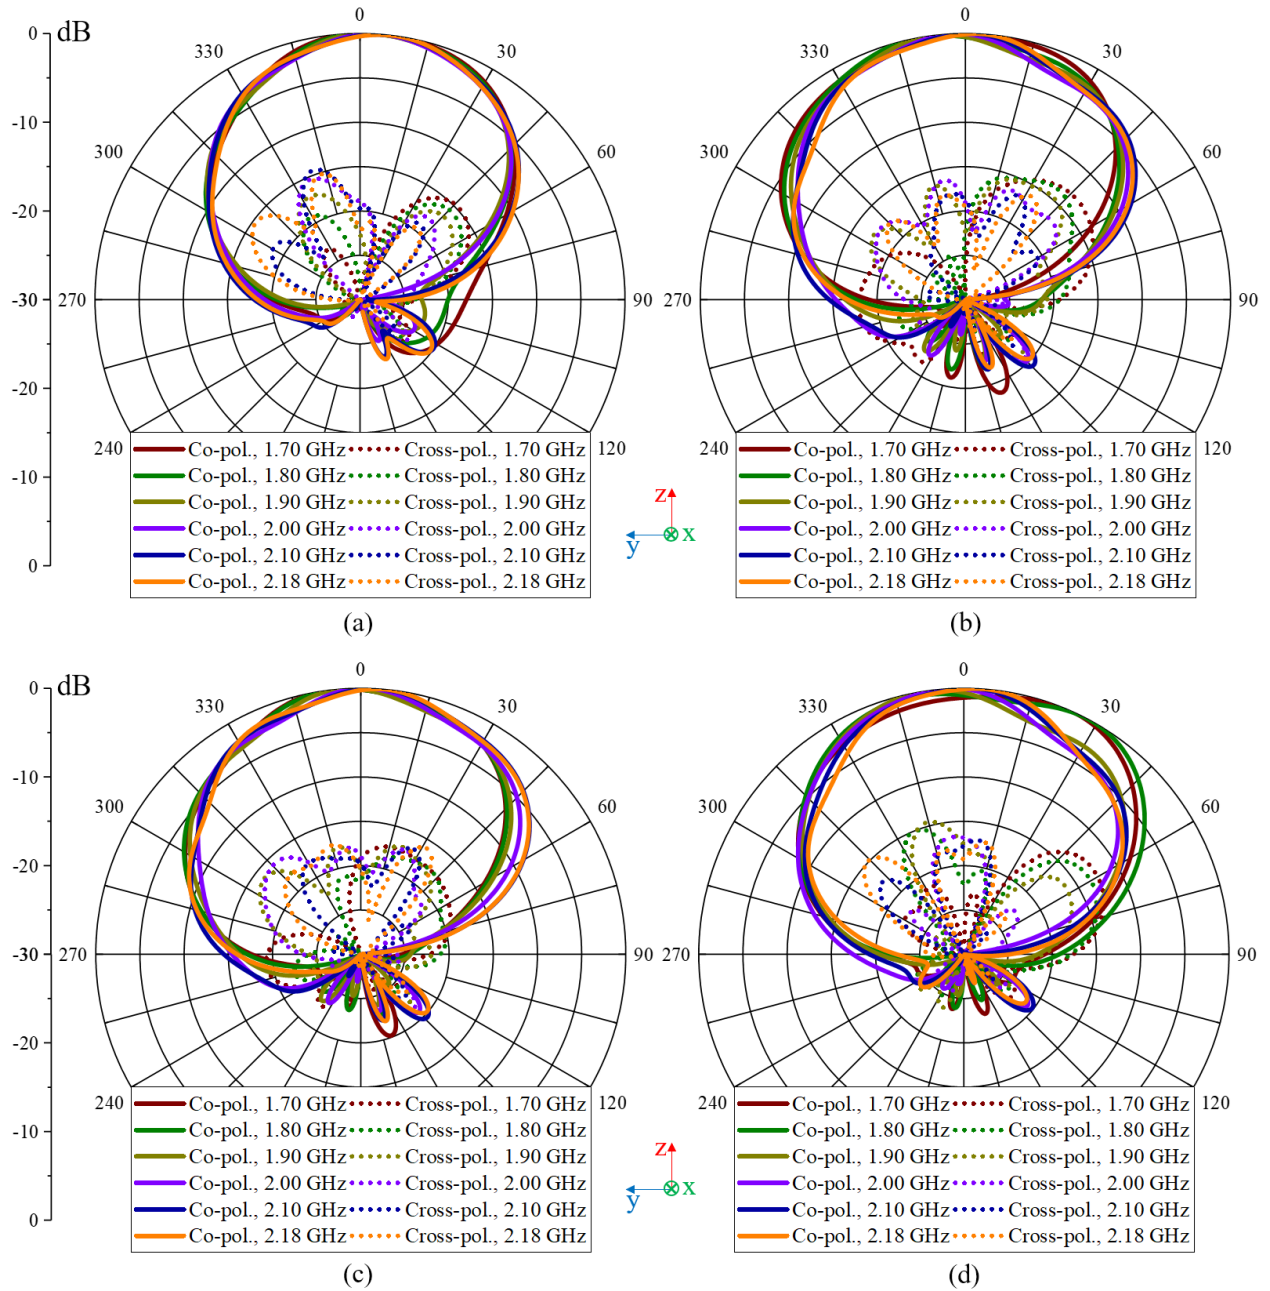 0 dB 0 0
330 30 330 30
-10
300 60 300 60
-20
-30 270 90 270 90
-20
240 120 240 120
Co-pol., 1.70 GHz Cross-pol., 1.70 GHz Co-pol., 1.70 GHz Cross-pol., 1.70 GHz
Co-pol., 1.80 GHz Cross-pol., 1.80 GHz Co-pol., 1.80 GHz Cross-pol., 1.80 GHz
-10
Co-pol., 1.90 GHz Cross-pol., 1.90 GHz z Co-pol., 1.90 GHz Cross-pol., 1.90 GHz
Co-pol., 2.00 GHz Cross-pol., 2.00 GHz y x Co-pol., 2.00 GHz Cross-pol., 2.00 GHz
Co-pol., 2.10 GHz Cross-pol., 2.10 GHz Co-pol., 2.10 GHz Cross-pol., 2.10 GHz
0
Co-pol., 2.18 GHz Cross-pol., 2.18 GHz Co-pol., 2.18 GHz Cross-pol., 2.18 GHz
(a) (b)
0 dB 0 0
330 30 330 30
-10
300 60 300 60
-20
-30 270 90 270 90
-20
240 120 240 120
Co-pol., 1.70 GHz Cross-pol., 1.70 GHz Co-pol., 1.70 GHz Cross-pol., 1.70 GHz
Co-pol., 1.80 GHz Cross-pol., 1.80 GHz Co-pol., 1.80 GHz Cross-pol., 1.80 GHz
-10
Co-pol., 1.90 GHz Cross-pol., 1.90 GHz z Co-pol., 1.90 GHz Cross-pol., 1.90 GHz
Co-pol., 2.00 GHz Cross-pol., 2.00 GHz y x Co-pol., 2.00 GHz Cross-pol., 2.00 GHz
Co-pol., 2.10 GHz Cross-pol., 2.10 GHz Co-pol., 2.10 GHz Cross-pol., 2.10 GHz
0
Co-pol., 2.18 GHz Cross-pol., 2.18 GHz Co-pol., 2.18 GHz Cross-pol., 2.18 GHz
(c) (d)